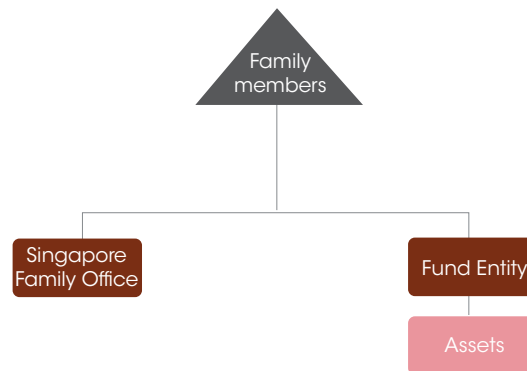 Family
members
Singapore
Family Office
Fund Entity
Assets